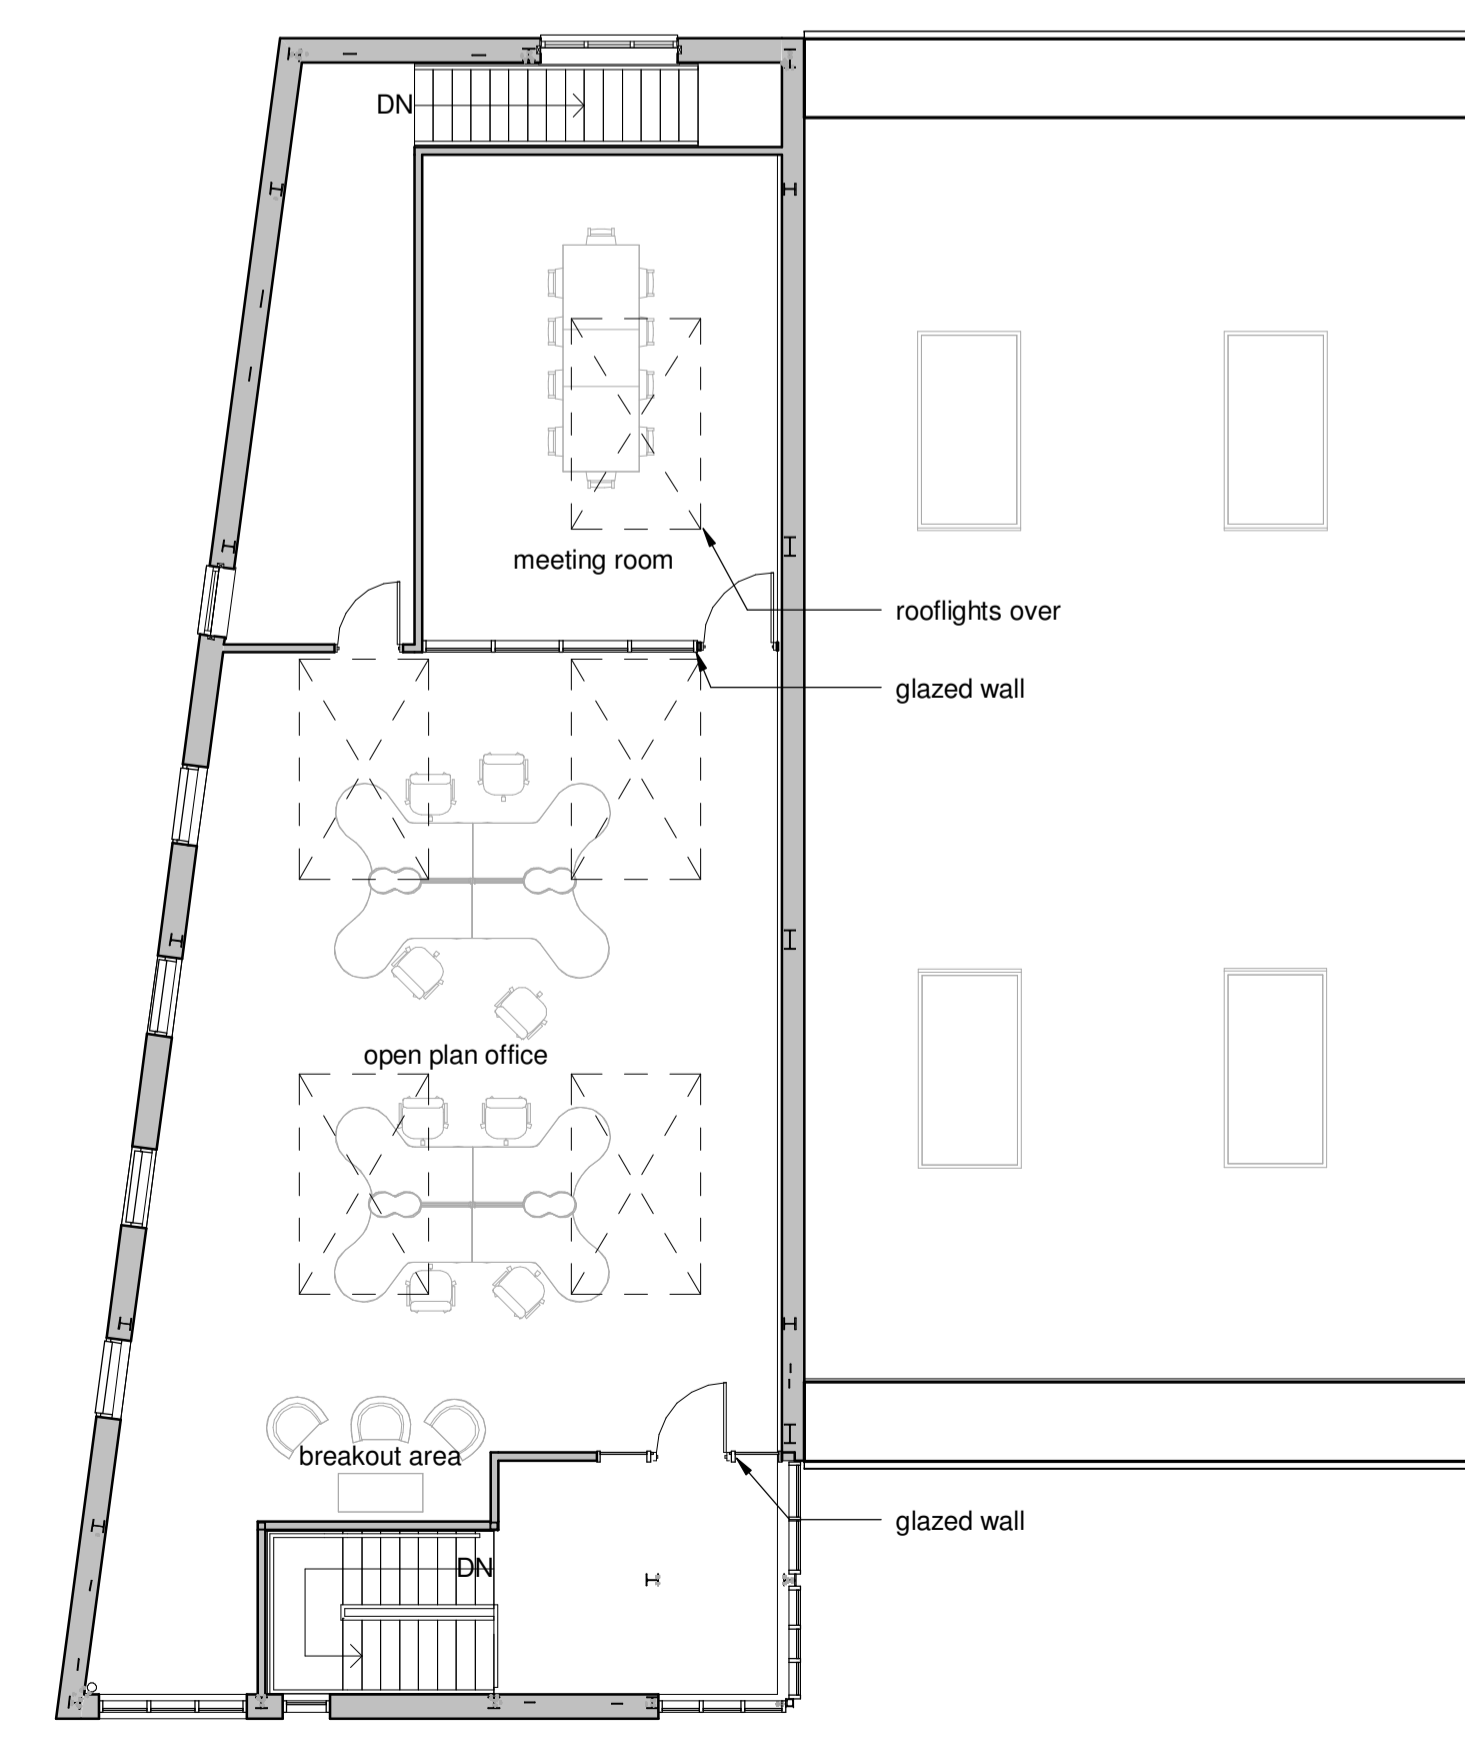 DN
meeting room
rooflights over
glazed wall
open plan office
breakout area
glazed wall
DN